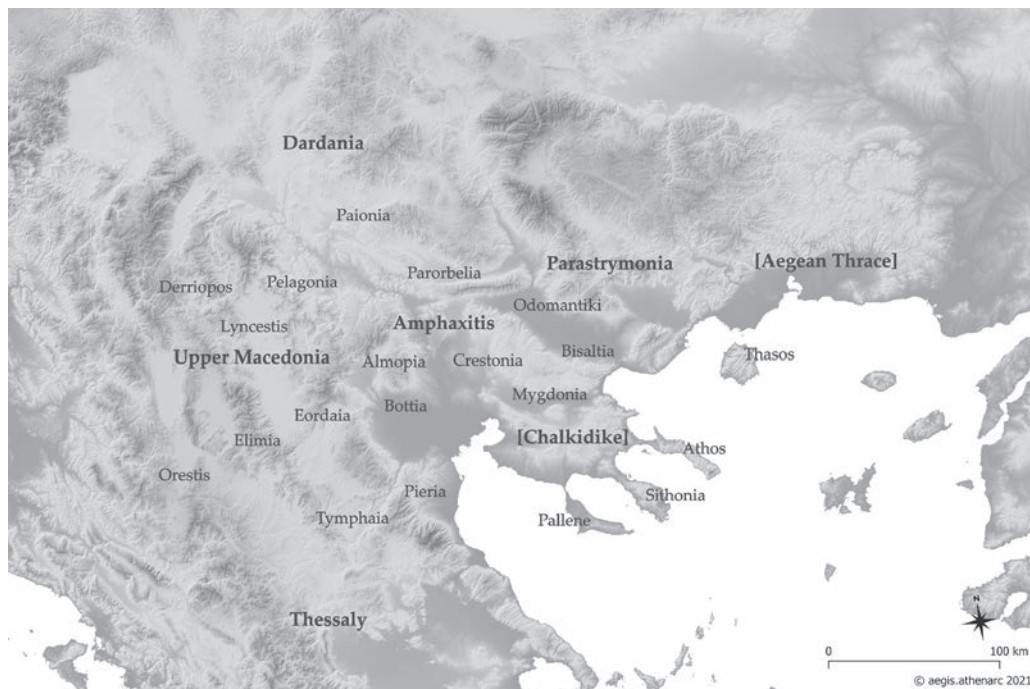 Dardania
Paionia
Parastrymonia
[Aegean Thrace]
Parorbelia
Pelagonia
Derriopos
Odomantiki
Amphaxitis
Lyncestis
Upper Macedonia
Almopia
Crestonia
Bisaltia
Thasos
Mygdonia
Bottia
Eordaia
[Chalkidike]
Elimia
Athos
Orestis
Pieria
Sithonia
Tymphaia
Pallene
Thessaly
N
0 100 km
© aegis.athenarc 2021